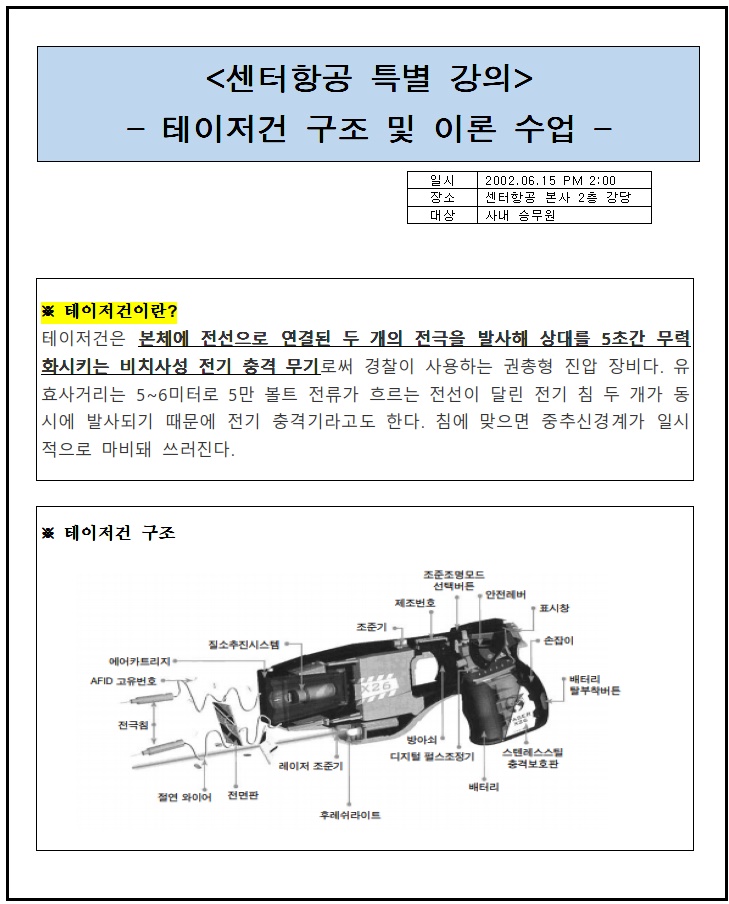 <센터항공 특별 강의>
- 테이저건 구조 및 이론 수업 -
일시 2002.06.15 PM 2:00
장소 센터항공 본사 2층 강당
대상 사내 승무원
※ 테이저건이란?
테이저건은 본체에 전선으로 연결된 두 개의 전극을 발사해 상대를 5초간 무력
화시키는 비치사성 전기 충격 무기로써 경찰이 사용하는 권총형 진압 장비다. 유
효사거리는 5~6미터로 5만 볼트 전류가 흐르는 전선이 달린 전기 침 두 개가 동
시에 발사되기 때문에 전기 충격기라고도 한다. 침에 맞으면 중추신경계가 일시
적으로 마비돼 쓰러진다.
※ 테이저건 구조
조준조명모드
선택버튼
안전레버
제조번호
표시창
조준기
손잡이
질소추진시스템
에어카트리지
AFID 고유번호
배터리
탈부착버튼
X26
TASER
X26
전극침
방아쇠
디지털 펄스조정기
스텐레스스틸
충격보호판
레이저 조준기
배터리
절연 와이어
전면판
후레쉬라이트